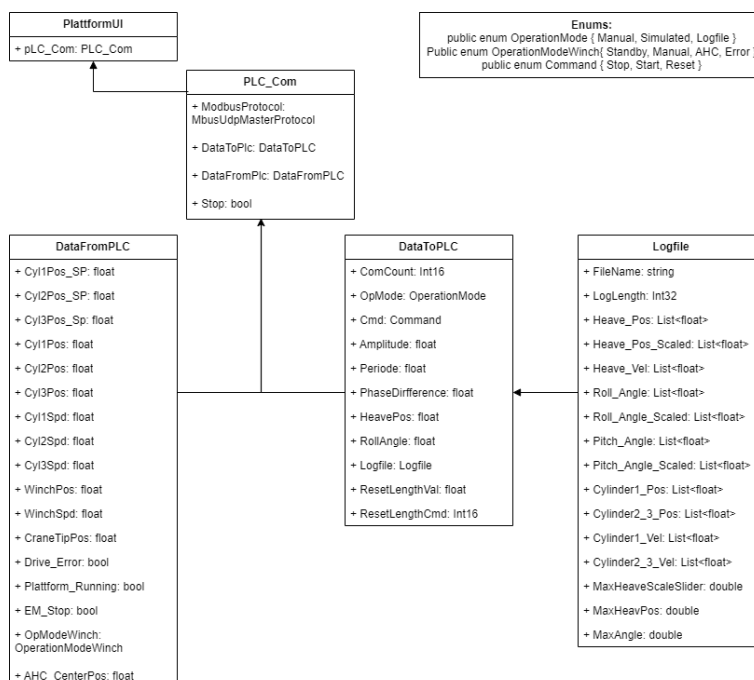 PlattformUI
+ pLC_Com: PLC_Com
Enums:
public enum OperationMode { Manual, Simulated, Logfile }
Public enum OperationModeWinch{ Standby, Manual, AHC, Error }
public enum Command { Stop, Start, Reset }
PLC_Com
+ ModbusProtocol:
MbusUdpMasterProtocol
+ DataToPlc: DataToPLC
+ DataFromPlc: DataFromPLC
+ Stop: bool
DataFromPLC
+ Cyl1Pos_SP: float
+ Cyl2Pos_SP: float
+ Cyl3Pos_Sp: float
+ Cyl1Pos: float
+ Cyl2Pos: float
+ Cyl3Pos: float
+ Cyl1Spd: float
+ Cyl2Spd: float
+ Cyl3Spd: float
+ WinchPos: float
+ WinchSpd: float
+ CraneTipPos: float
+ Drive_Error: bool
+ Plattform_Running: bool
+ EM_Stop: bool
+ OpModeWinch:
OperationModeWinch
+ AHC_CenterPos: float
DataToPLC
+ ComCount: Int16
+ OpMode: OperationMode
+ Cmd: Command
+ Amplitude: float
+ Periode: float
+ PhaseDirfference: float
+ HeavePos: float
+ RollAngle: float
+ Logfile: Logfile
+ ResetLengthVal: float
+ ResetLengthCmd: Int16
Logfile
+ FileName: string
+ LogLength: Int32
+ Heave_Pos: List<float>
+ Heave_Pos_Scaled: List<float>
+ Heave_Vel: List<float>
+ Roll_Angle: List<float>
+ Roll_Angle_Scaled: List<float>
+ Pitch_Angle: List<float>
+ Pitch_Angle_Scaled: List<float>
+ Cylinder1_Pos: List<float>
+ Cylinder2_3_Pos: List<float>
+ Cylinder1_Vel: List<float>
+ Cylinder2_3_Vel: List<float>
+ MaxHeaveScaleSlider: double
+ MaxHeavPos: double
+ MaxAngle: double